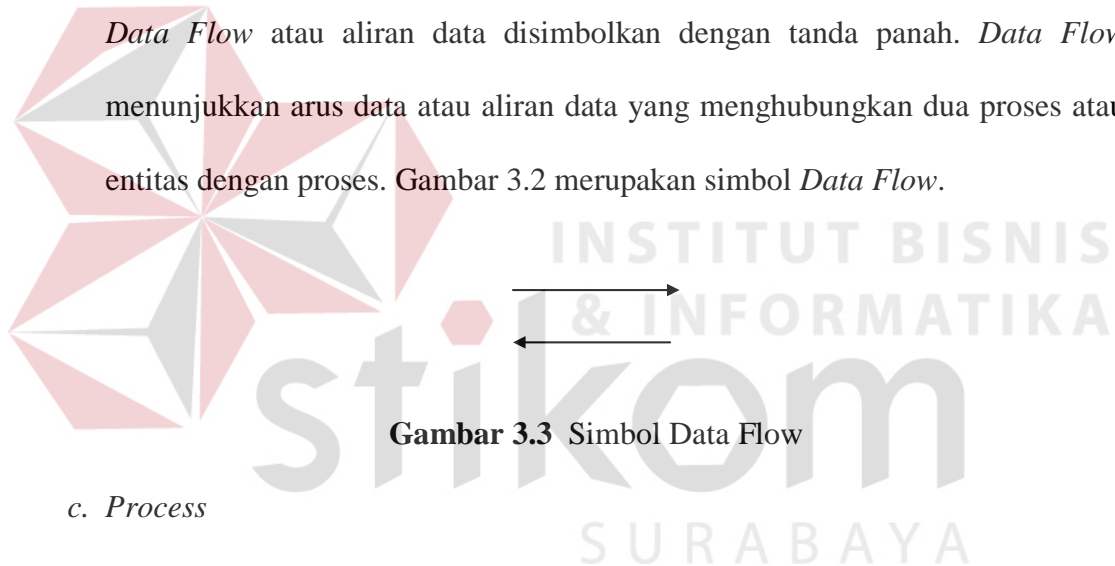 Data Flow atau aliran data disimbolkan dengan tanda panah. Data Flow
menunjukkan arus data atau aliran data yang menghubungkan dua proses atau
entitas dengan proses. Gambar 3.2 merupakan simbol Data Flow.
INSTITUT BISNIS
& INFORMATIKA
stikom
Gambar 3.3 Simbol Data Flow
c. Process
SURABAYA